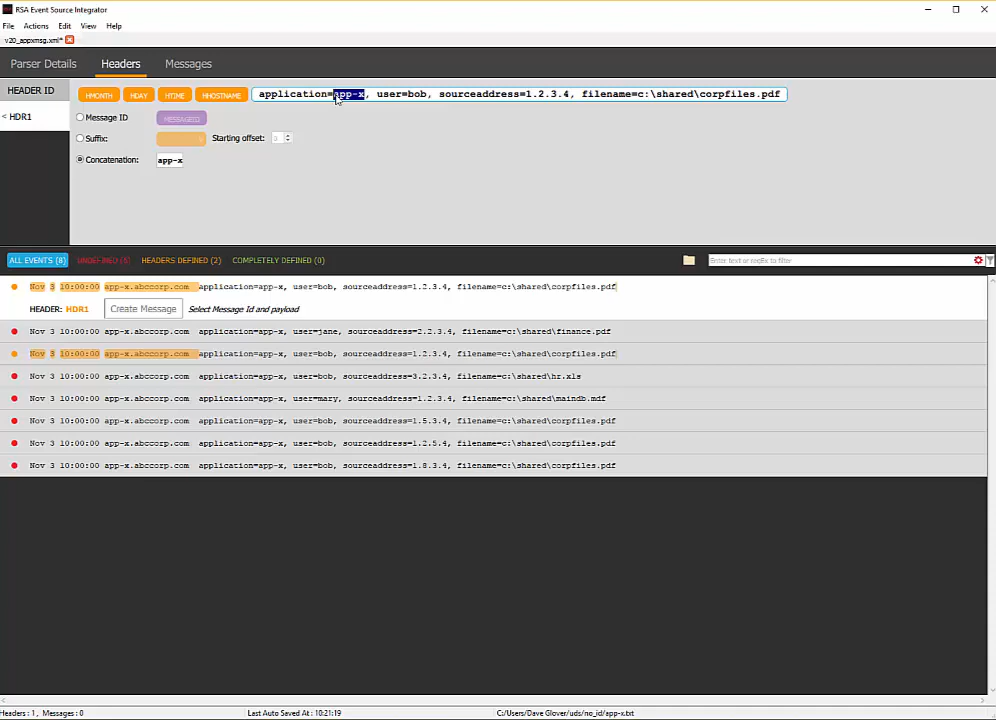 RSA Event Source Integrator
File Actions Edit View Help
v20_appxmsg.xml*
Parser Details Headers Messages
HEADER ID
HMONTH HDAY HTIME HHOSTNAME application=app-x, user=bob, sourceaddress=1.2.3.4, filename=c:\shared\corpfiles.pdf
< HDR1
Message ID MESSAGEID
Suffix: Starting offset: 0
Concatenation: app-x
ALL EVENTS (8) UNDEFINED (6) HEADERS DEFINED (2) COMPLETELY DEFINED (0) Enter text or regEx to filter
Nov 3 10:00:00 app-x.abccorp.com application=app-x, user=bob, sourceaddress=1.2.3.4, filename=c:\shared\corpfiles.pdf
HEADER: HDR1 Create Message Select Message Id and payload
Nov 3 10:00:00 app-x.abccorp.com application=app-x, user=jane, sourceaddress=2.2.3.4, filename=c:\shared\finance.pdf
Nov 3 10:00:00 app-x.abccorp.com application=app-x, user=bob, sourceaddress=1.2.3.4, filename=c:\shared\corpfiles.pdf
Nov 3 10:00:00 app-x.abccorp.com application=app-x, user=bob, sourceaddress=3.2.3.4, filename=c:\shared\hr.xls
Nov 3 10:00:00 app-x.abccorp.com application=app-x, user=mary, sourceaddress=1.2.3.4, filename=c:\shared\maindb.mdf
Nov 3 10:00:00 app-x.abccorp.com application=app-x, user=bob, sourceaddress=1.5.3.4, filename=c:\shared\corpfiles.pdf
Nov 3 10:00:00 app-x.abccorp.com application=app-x, user=bob, sourceaddress=1.2.5.4, filename=c:\shared\corpfiles.pdf
Nov 3 10:00:00 app-x.abccorp.com application=app-x, user=bob, sourceaddress=1.8.3.4, filename=c:\shared\corpfiles.pdf
Headers : 1 , Messages : 0 Last Auto Saved At : 10:21:19 C:/Users/Dave Glover/uds/no_id/app-x.txt